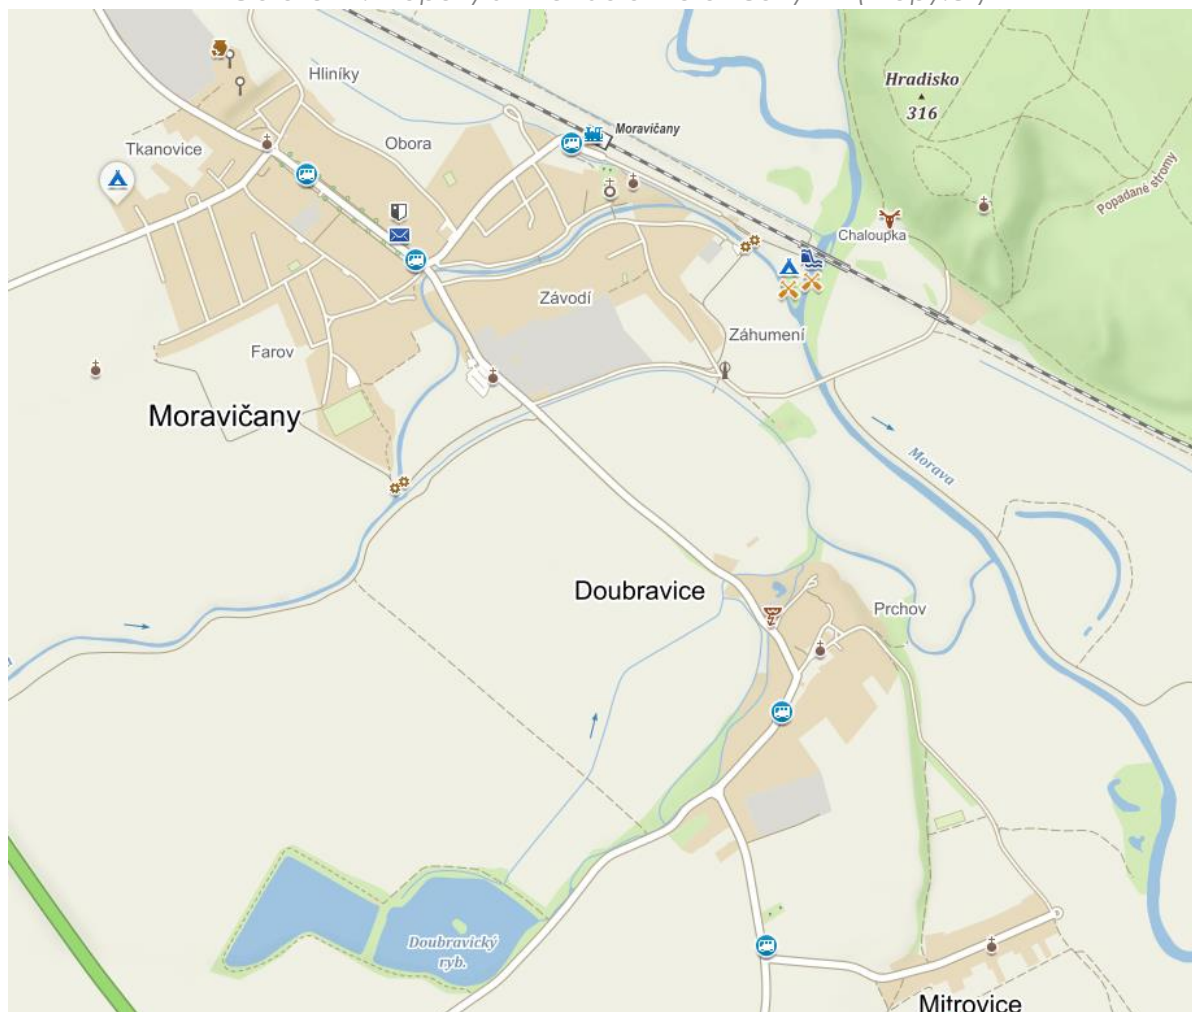 Hliníky
Hradisko
316
Moravičany
Obora
Tkanovice
Popadané stromy
Chaloupka
Závodí
Záhumení
Farov
Moravičany
Morava
Doubravice
Prchov
Doubravický
ryb.
Mitrovice